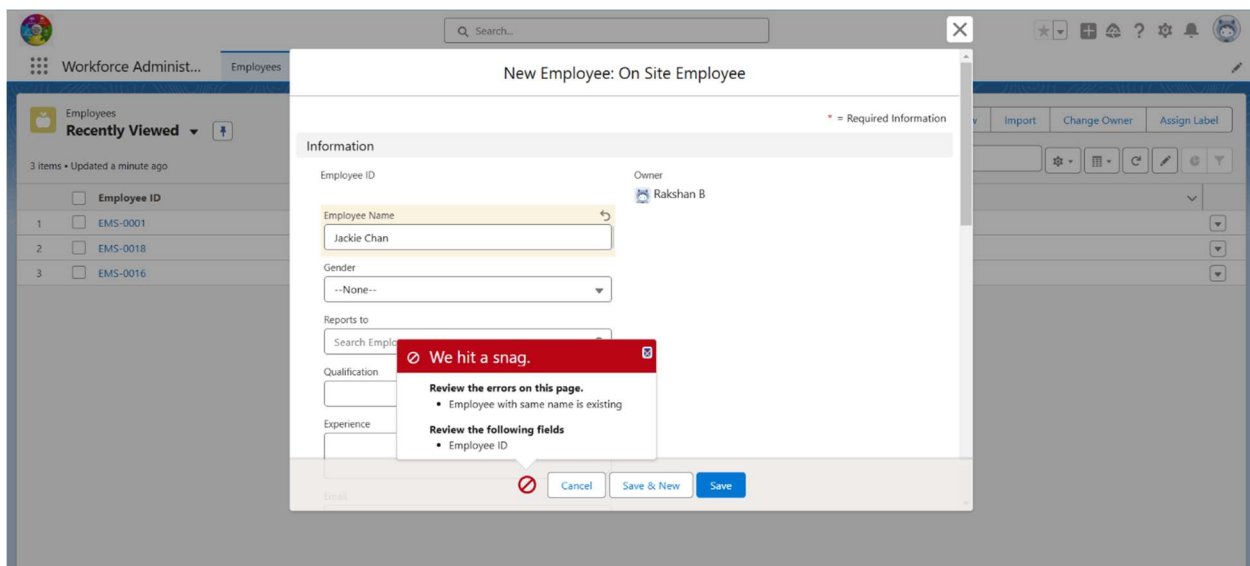 Search...
Workforce Administ...
Employees
New Employee: On Site Employee
* = Required Information
Employees
Recently Viewed
Import
Change Owner
Assign Label
3 items • Updated a minute ago
Information
Employee ID
Owner
Rakshan B
Employee ID
1 EMS-0001
2 EMS-0018
3 EMS-0016
Employee Name
Jackie Chan
Gender
--None--
Reports to
Search Emplo
Qualification
Experience
We hit a snag.
Review the errors on this page.
• Employee with same name is existing
Review the following fields
• Employee ID
Email
Cancel
Save & New
Save